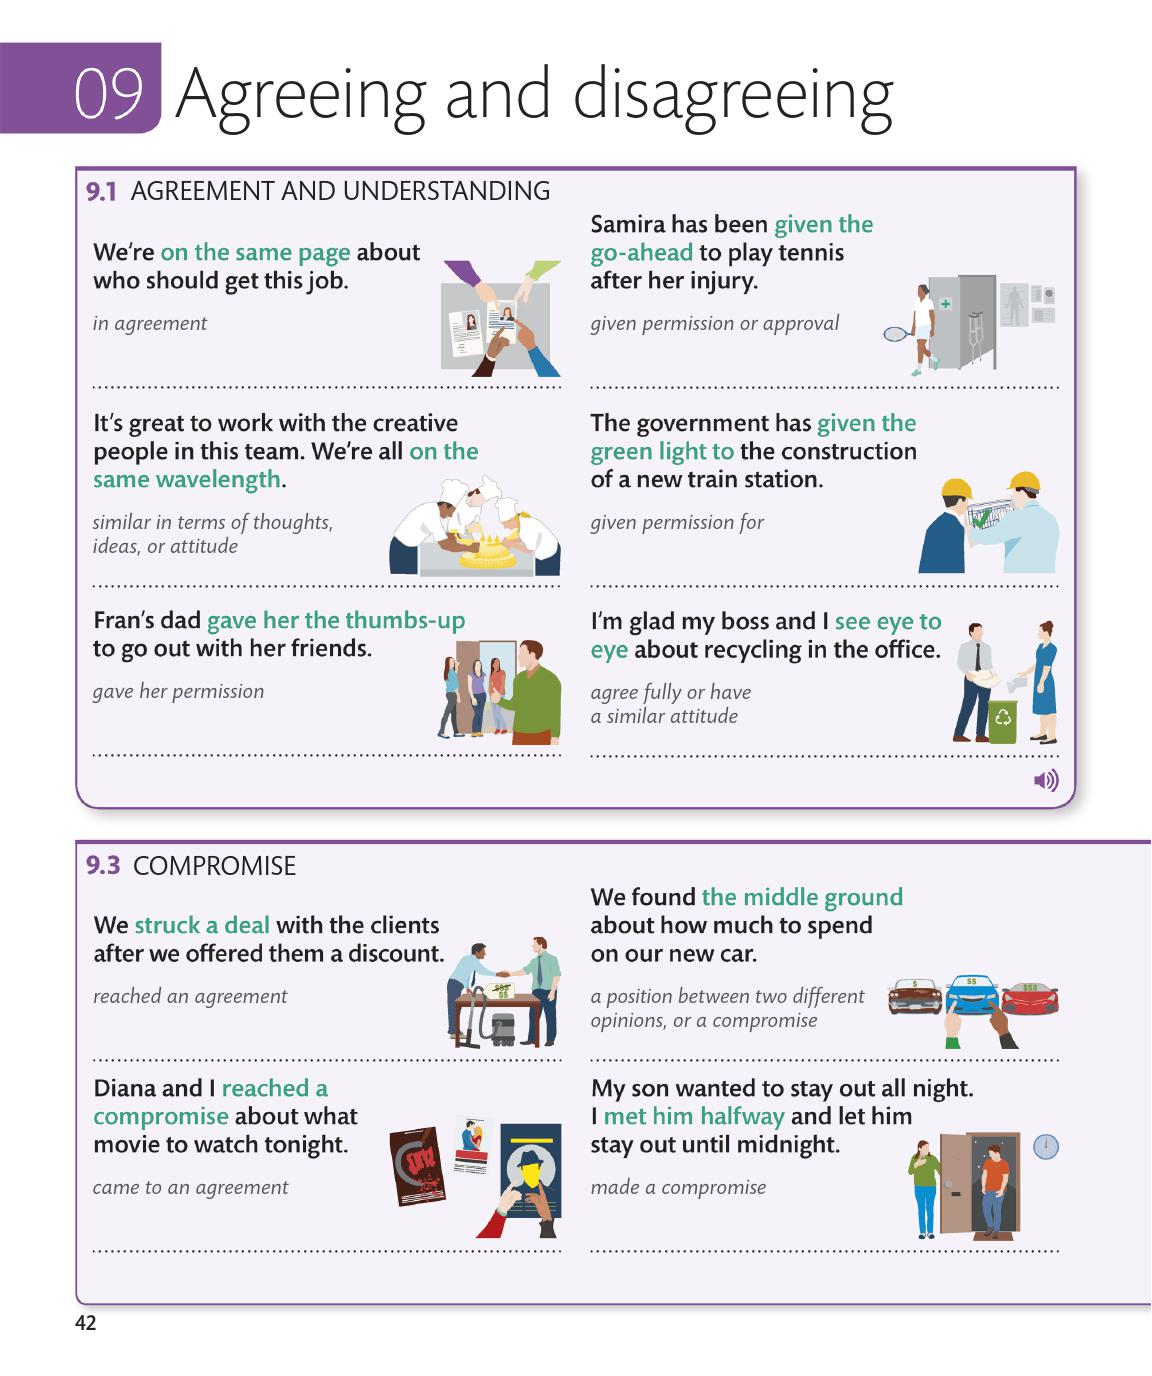 09 Agreeing and disagreeing
9.1 AGREEMENT AND UNDERSTANDING
We’re on the same page about
who should get this job.
in agreement
Samira has been given the
go-ahead to play tennis
after her injury.
given permission or approval
It’s great to work with the creative
people in this team. We’re all on the
same wavelength.
similar in terms of thoughts,
ideas, or attitude
The government has given the
green light to the construction
of a new train station.
given permission for
Fran’s dad gave her the thumbs-up
to go out with her friends.
gave her permission
I’m glad my boss and I see eye to
eye about recycling in the office.
agree fully or have
a similar attitude
9.3 COMPROMISE
We struck a deal with the clients
after we offered them a discount.
reached an agreement
$$$
$$
We found the middle ground
about how much to spend
on our new car.
a position between two different
opinions, or a compromise
$ $$ $$$
Diana and I reached a
compromise about what
movie to watch tonight.
came to an agreement
My son wanted to stay out all night.
I met him halfway and let him
stay out until midnight.
made a compromise
42